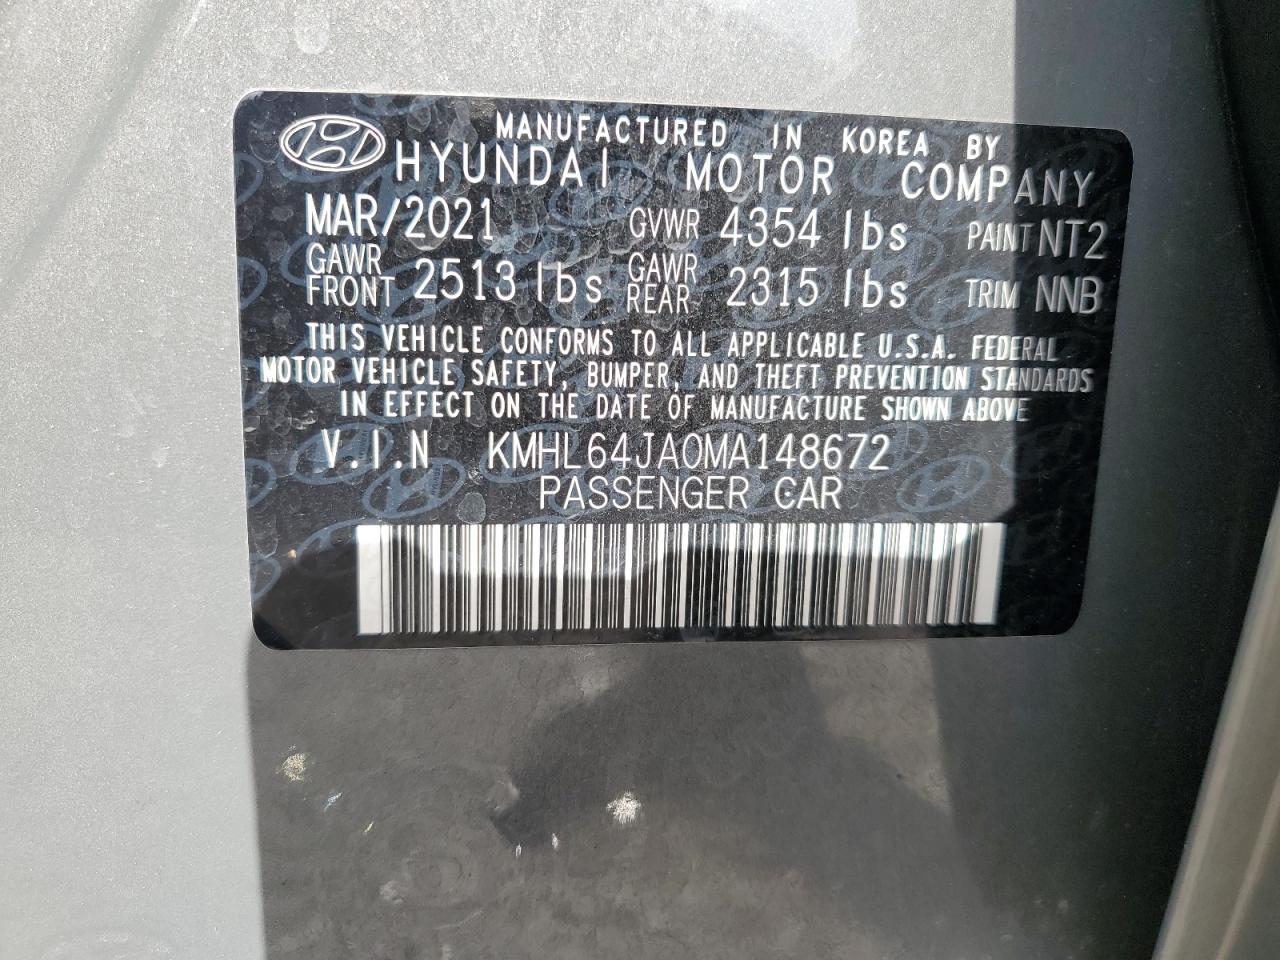 MANUFACTURED IN KOREA BY
HYUNDAI MOTOR COMPANY
MAR/2021 GVWR 4354 lbs PAINT NT2
GAWR FRONT 2513 lbs GAWR REAR 2315 lbs TRIM NNB
THIS VEHICLE CONFORMS TO ALL APPLICABLE U.S.A. FEDERAL
MOTOR VEHICLE SAFETY, BUMPER, AND THEFT PREVENTION STANDARDS
IN EFFECT ON THE DATE OF MANUFACTURE SHOWN ABOVE
V.I.N KMHL64JA0MA148672
PASSENGER CAR